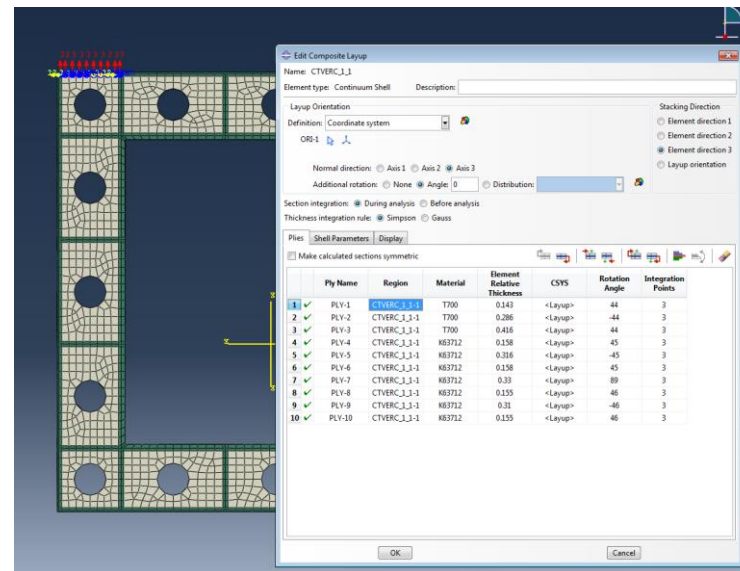 Edit Composite Layup
Name: CTVERC_1_1
Element type: Continuum Shell Description:
Layup Orientation
Stacking Direction
Definition: Coordinate system
Element direction 1
Element direction 2
ORI-1
Element direction 3
Layup orientation
Normal direction: Axis 1 Axis 2 Axis 3
Additional rotation: None Angle: 0 Distribution:
Section integration: During analysis Before analysis
Thickness integration rule: Simpson Gauss
Plies Shell Parameters Display
Make calculated sections symmetric
Ply Name Region Material Element Relative Thickness CSYS Rotation Angle Integration Points
1 PLY-1 CTVERC_1_1-1 T700 0.143 <Layup> 44 3
2 PLY-2 CTVERC_1_1-1 T700 0.286 <Layup> -44 3
3 PLY-3 CTVERC_1_1-1 T700 0.416 <Layup> 44 3
4 PLY-4 CTVERC_1_1-1 K63712 0.158 <Layup> 45 3
5 PLY-5 CTVERC_1_1-1 K63712 0.316 <Layup> -45 3
6 PLY-6 CTVERC_1_1-1 K63712 0.158 <Layup> 45 3
7 PLY-7 CTVERC_1_1-1 K63712 0.33 <Layup> 89 3
8 PLY-8 CTVERC_1_1-1 K63712 0.155 <Layup> 46 3
9 PLY-9 CTVERC_1_1-1 K63712 0.31 <Layup> -46 3
10 PLY-10 CTVERC_1_1-1 K63712 0.155 <Layup> 46 3
OK Cancel